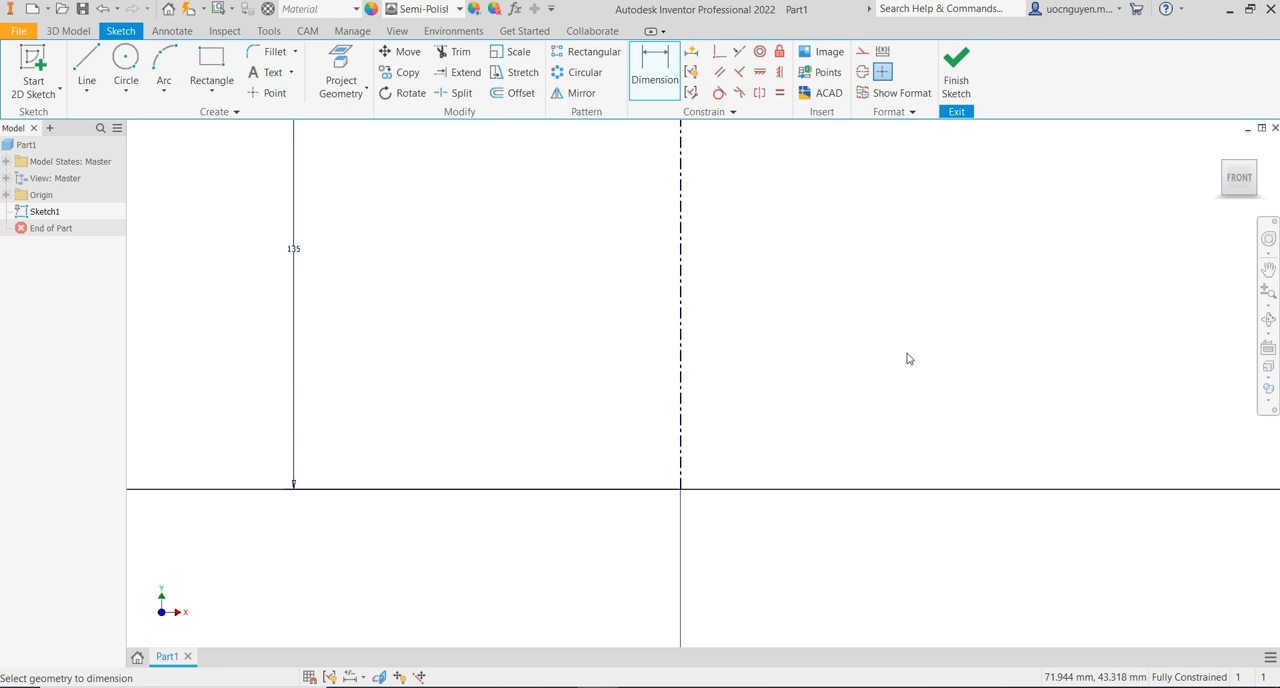 Material
Semi-Polisl
Autodesk Inventor Professional 2022 Part1
Search Help & Commands...
uocnguyen.m...
File
3D Model
Sketch
Annotate
Inspect
Tools
CAM
Manage
View
Environments
Get Started
Collaborate
Start
2D Sketch
Line
Circle
Arc
Rectangle
Fillet
Text
Point
Project
Geometry
Move
Copy
Rotate
Trim
Extend
Split
Scale
Stretch
Offset
Rectangular
Circular
Mirror
Dimension
Image
Points
ACAD
Show Format
Finish
Sketch
Sketch
Create
Modify
Pattern
Constrain
Insert
Format
Exit
Model
Part1
Model States: Master
View: Master
Origin
Sketch1
End of Part
135
FRONT
Y
X
Part1
Select geometry to dimension
71.944 mm, 43.318 mm Fully Constrained 1 1